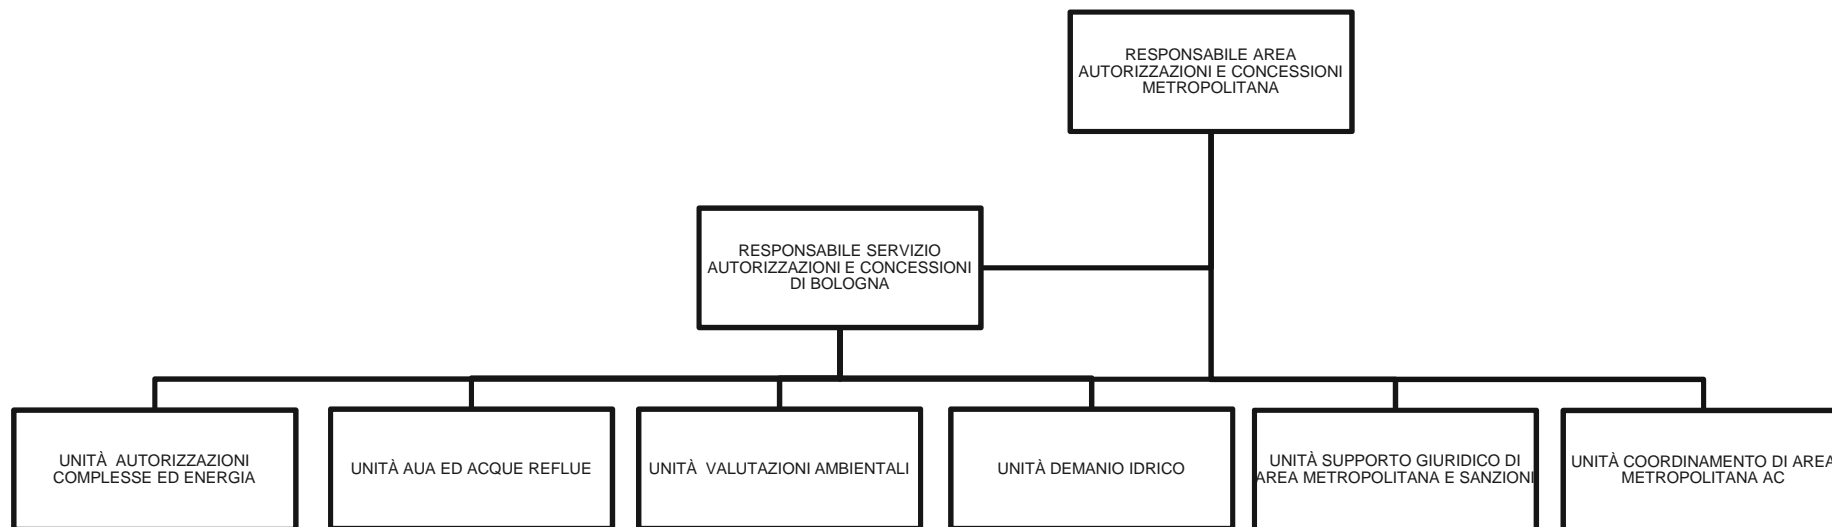 RESPONSABILE AREA
AUTORIZZAZIONI E CONCESSIONI
METROPOLITANA
RESPONSABILE SERVIZIO
AUTORIZZAZIONI E CONCESSIONI
DI BOLOGNA
UNITÀ AUTORIZZAZIONI
COMPLESSE ED ENERGIA
UNITÀ AUA ED ACQUE REFLUE
UNITÀ VALUTAZIONI AMBIENTALI
UNITÀ DEMANIO IDRICO
UNITÀ SUPPORTO GIURIDICO DI
AREA METROPOLITANA E SANZIONI
UNITÀ COORDINAMENTO DI AREA
METROPOLITANA AC